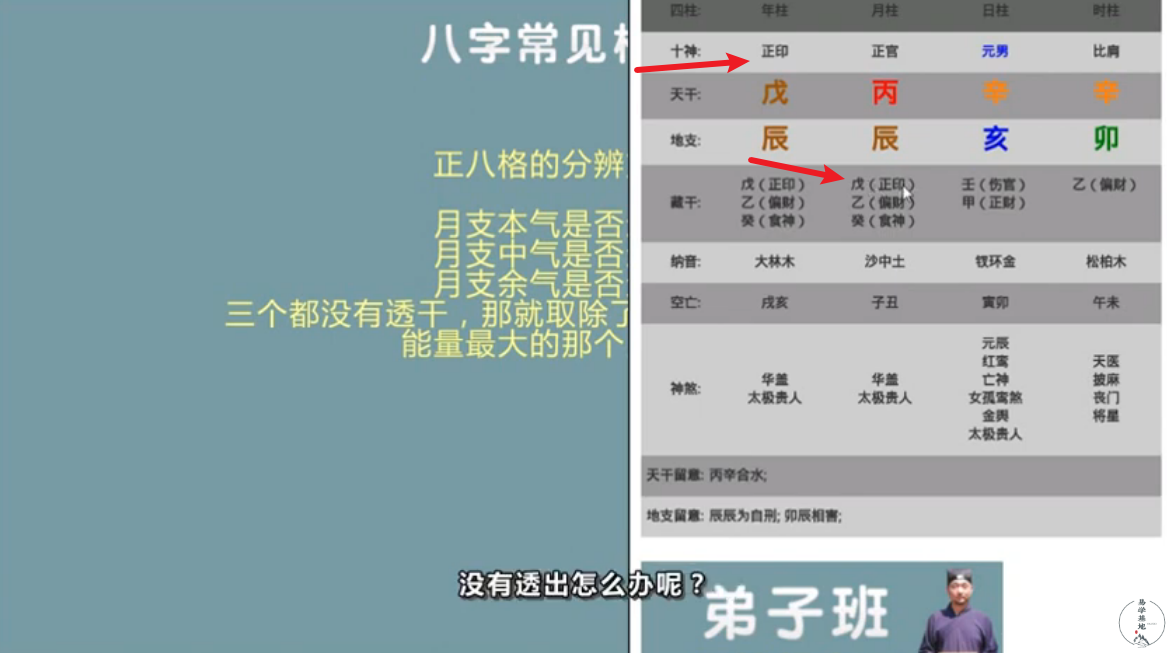 八字常见
正八格的分辨
月支本气是否
月支中气是否
月支余气是否
三个都没有透干，那就取除了
能量最大的那个
四柱: 年柱 月柱 日柱 时柱
十神: 正印 正官 元男 比肩
天干: 戊 丙 辛 辛
地支: 辰 辰 亥 卯
藏干: 戊（正印） 戊（正印） 壬（伤官） 乙（偏财）
乙（偏财） 乙（偏财） 甲（正财）
癸（食神） 癸（食神）
纳音: 大林木 沙中土 钗环金 松柏木
空亡: 戌亥 子丑 寅卯 午未
神煞: 华盖 华盖 元辰 天医
太极贵人 太极贵人 红鸾 披麻
亡神 丧门
女孤鸾煞 将星
金舆
太极贵人
天干留意: 丙辛合水;
地支留意: 辰辰为自刑; 卯辰相害;
没有透出怎么办呢？
弟子班
易学基地